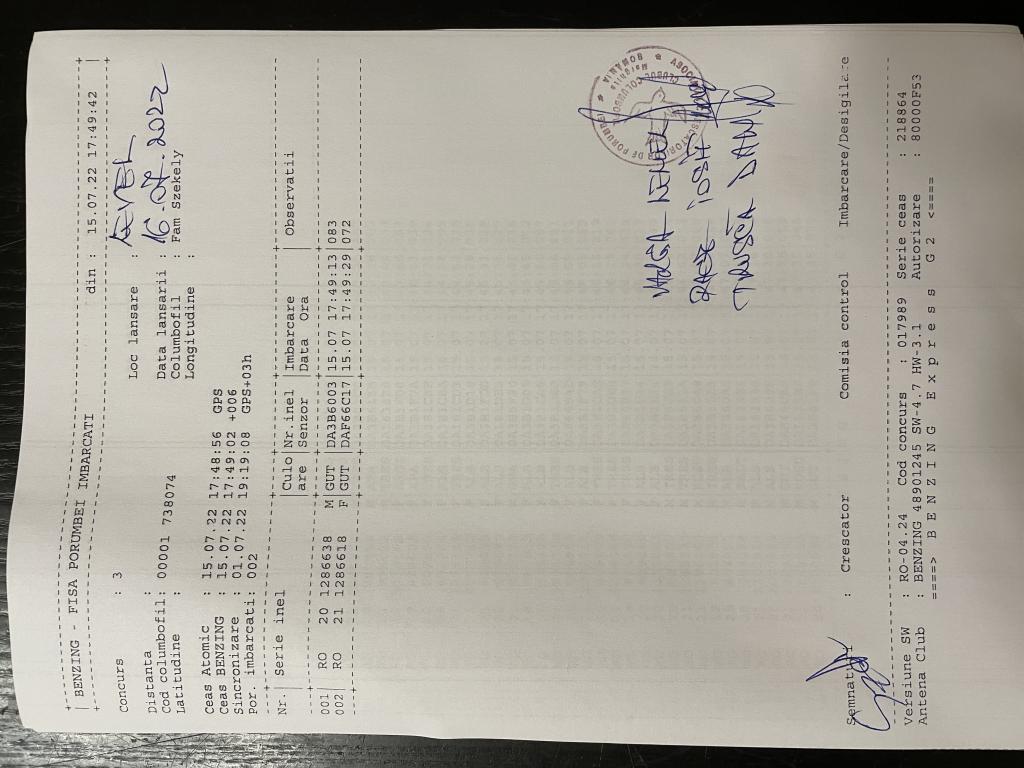 BENZING - FISA PORUMBEI IMBARCATI
din : 15.07.22 17:49:42
Concurs : 3
Loc lansare :
Distanta :
Data lansarii : 16.07.2022
Cod columbofil: 00001 738074
Columbofil : Fam Szekely
Latitudine :
Longitudine :
Ceas Atomic : 15.07.22 17:48:56 GPS
Ceas BENZING : 15.07.22 17:49:02 +006
Sincronizare : 01.07.22 19:19:08 GPS+03h
Por. imbarcati: 002
Nr. | Serie inel | Culo | Nr.inel | Imbarcare | Observatii
are | Senzor | Data Ora
001 | RO 20 1286638 M | GUT | DA3B6003 | 15.07 17:49:13 | 083
002 | RO 21 1286618 F | GUT | DAF66C17 | 15.07 17:49:29 | 072
ROMANIA
CLUBUL COLUMBOFIL
Semnaturi : Crescator Comisia control Imbarcare/Desigilare
Versiune SW : RO-04.24 Cod concurs : 017989 Serie ceas : 218864
Antena Club : BENZING 48901245 SW-4.7 HW-3.1 Autorizare : 80000F53
====> B E N Z I N G E x p r e s s G 2 <====